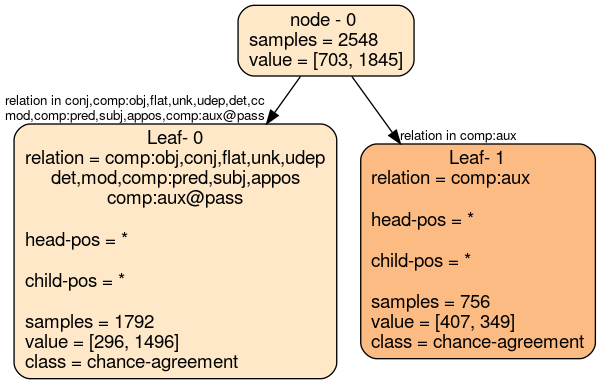 node - 0
samples = 2548
value = [703, 1845]
relation in conj,comp:obj,flat,unk,udep,det,cc
mod,comp:pred,subj,appos,comp:aux@pass
relation in comp:aux
Leaf- 0
relation = comp:obj,conj,flat,unk,udep
det,mod,comp:pred,subj,appos
comp:aux@pass
head-pos = *
child-pos = *
samples = 1792
value = [296, 1496]
class = chance-agreement
Leaf- 1
relation = comp:aux
head-pos = *
child-pos = *
samples = 756
value = [407, 349]
class = chance-agreement